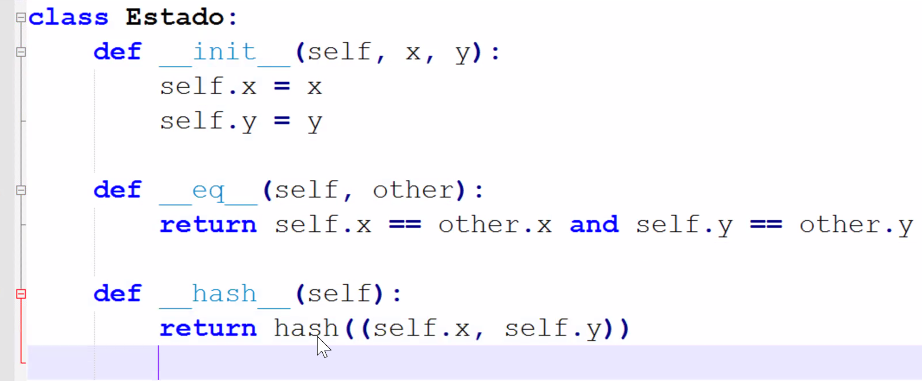 class Estado:
def __init__(self, x, y):
self.x = x
self.y = y
def __eq__(self, other):
return self.x == other.x and self.y == other.y
def __hash__(self):
return hash((self.x, self.y))